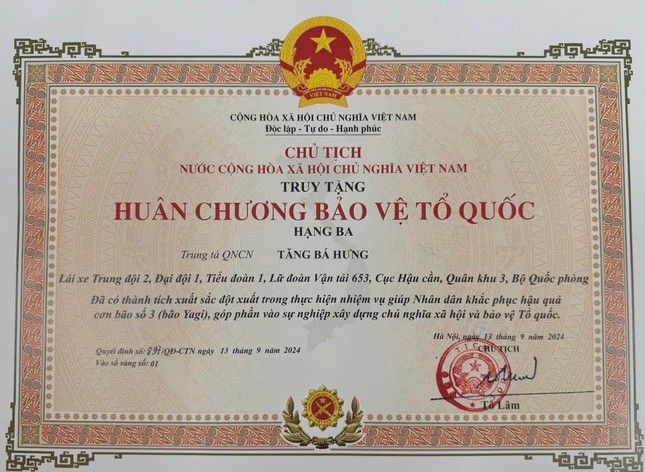 VIỆT NAM
CỘNG HÒA XÃ HỘI CHỦ NGHĨA VIỆT NAM
Độc lập - Tự do - Hạnh phúc
CHỦ TỊCH
NƯỚC CỘNG HÒA XÃ HỘI CHỦ NGHĨA VIỆT NAM
TRUY TẶNG
HUÂN CHƯƠNG BẢO VỆ TỔ QUỐC
HẠNG BA
Trung tá QNCN TĂNG BÁ HƯNG
Lái xe Trung đội 2, Đại đội 1, Tiểu đoàn 1, Lữ đoàn Vận tải 653, Cục Hậu cần, Quân khu 3, Bộ Quốc phòng
Đã có thành tích xuất sắc đột xuất trong thực hiện nhiệm vụ giúp Nhân dân khắc phục hậu quả
cơn bão số 3 (bão Yagi), góp phần vào sự nghiệp xây dựng chủ nghĩa xã hội và bảo vệ Tổ quốc.
Hà Nội, ngày 13 tháng 9 năm 2024
Quyết định số: /QĐ-CTN ngày 13 tháng 9 năm 2024
CHỦ TỊCH
Vào sổ vàng số: 01
Tô Lâm